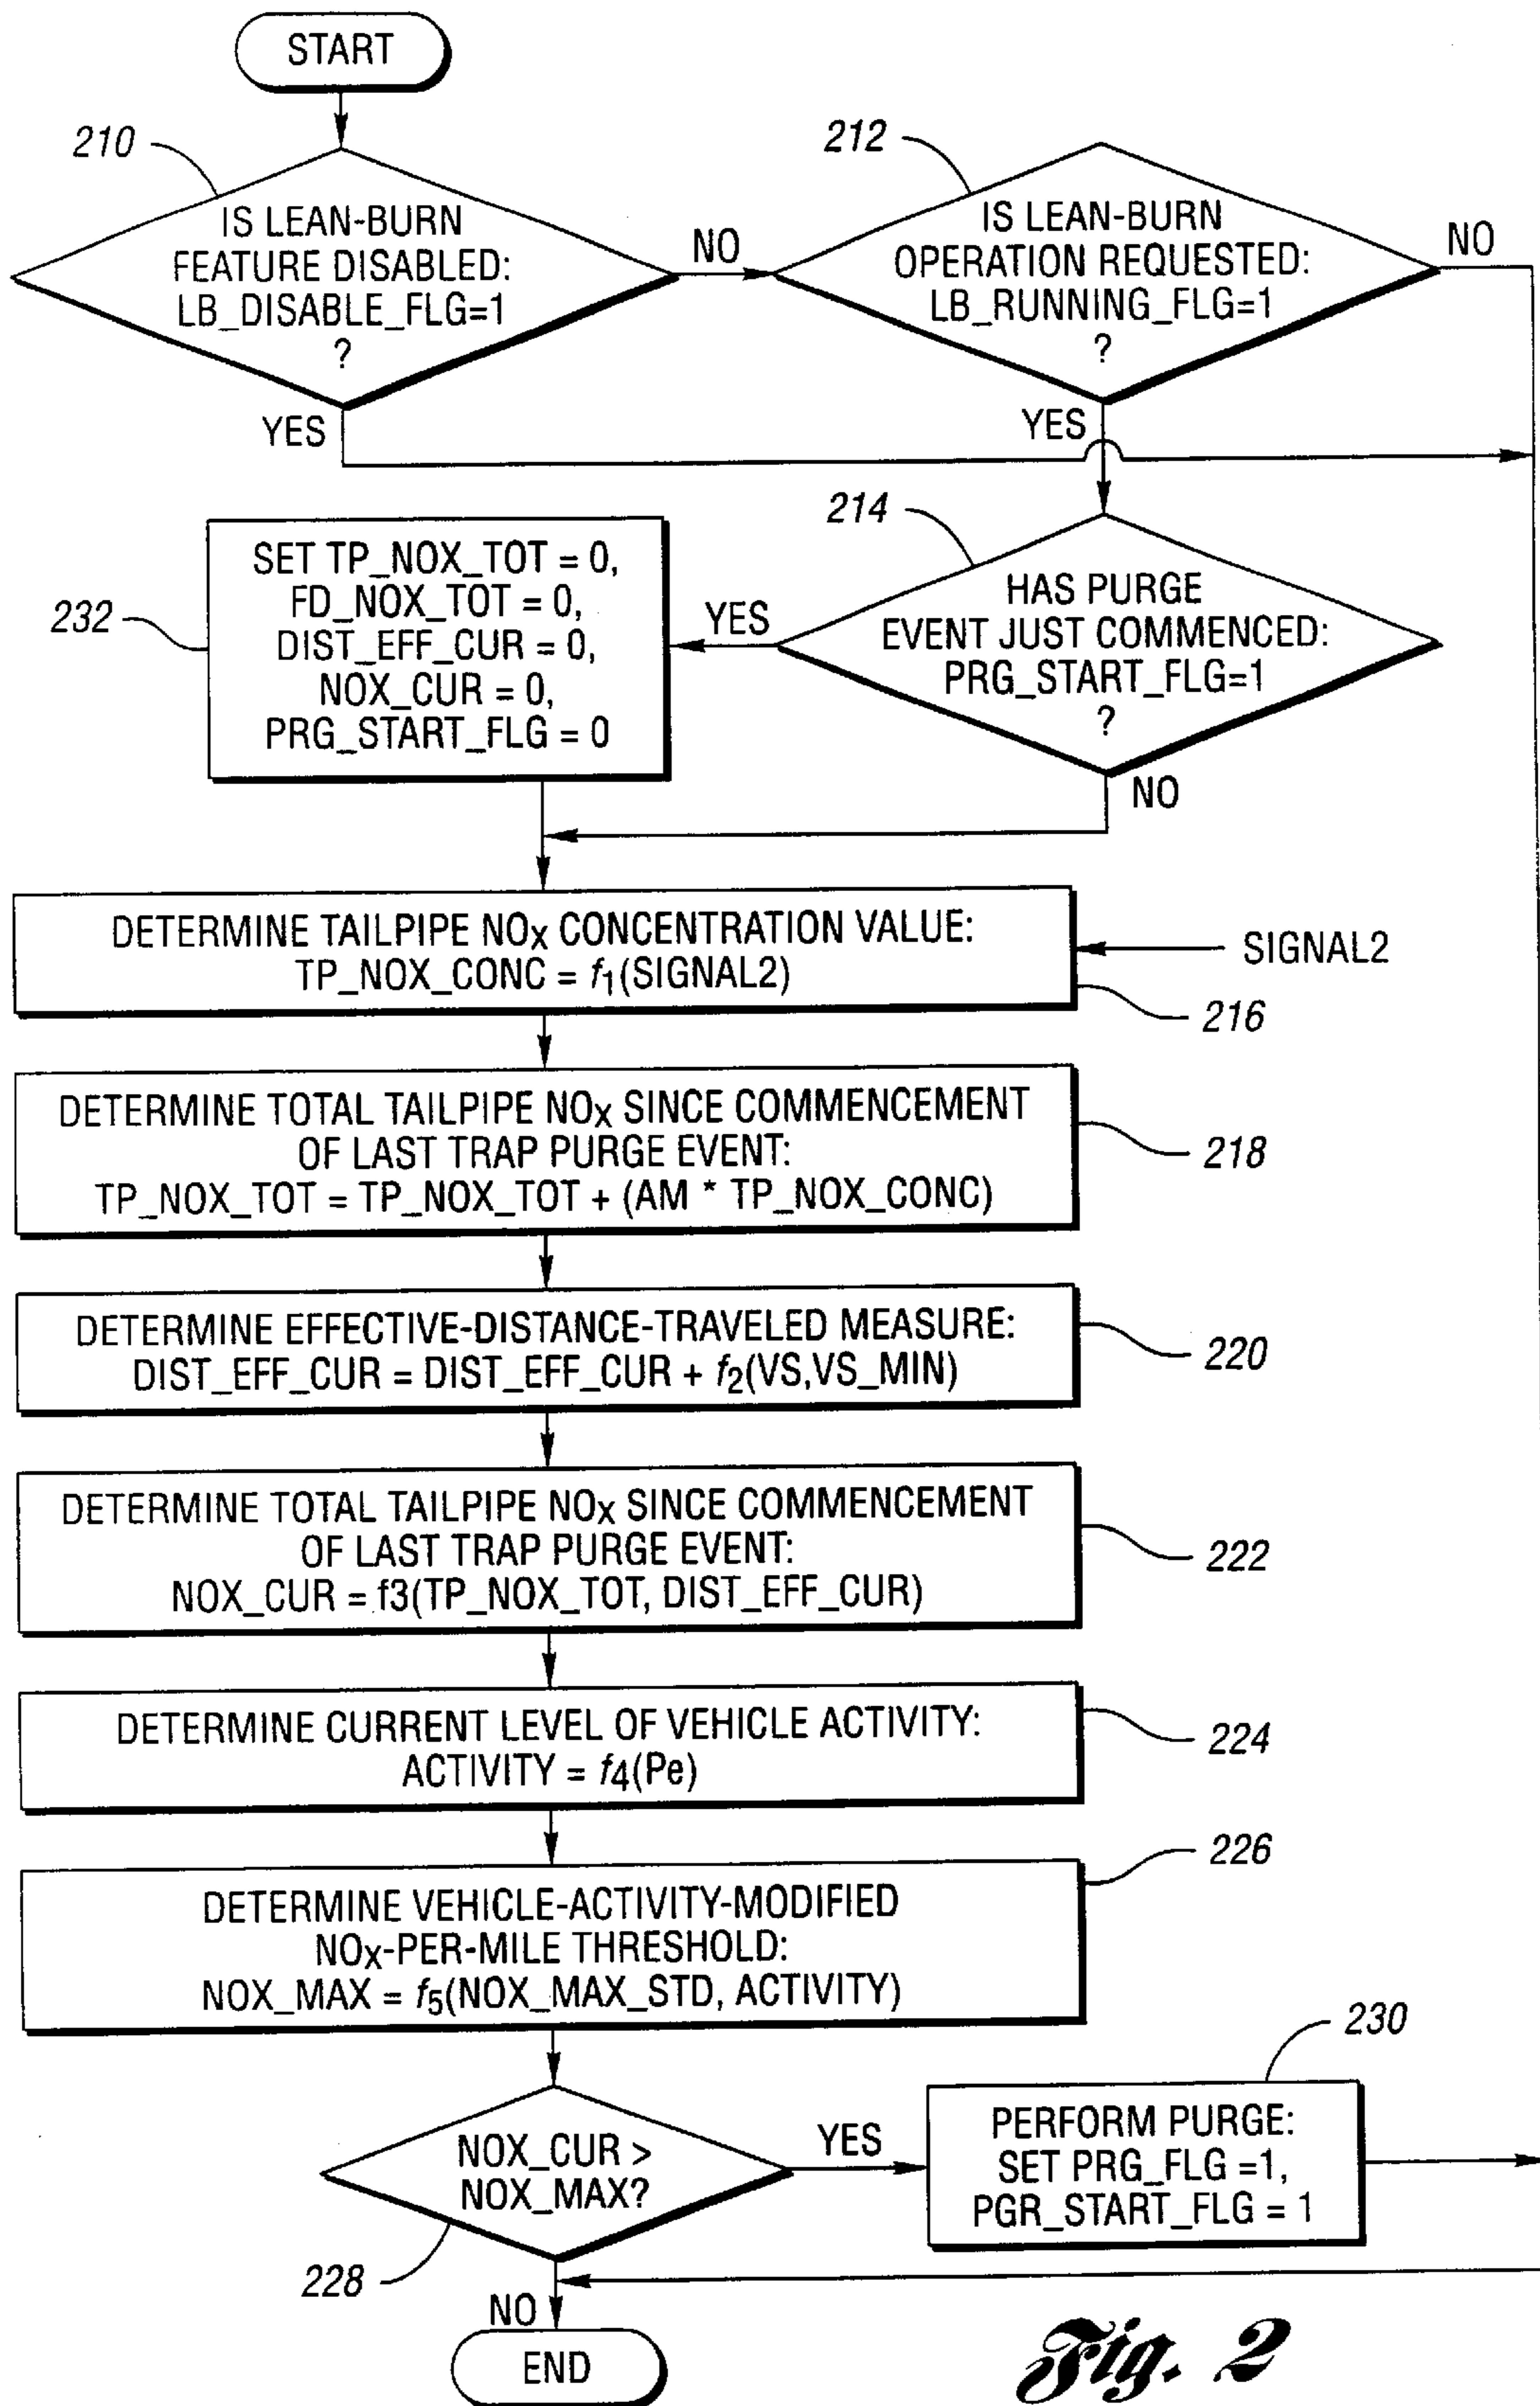 START
210
IS LEAN-BURN
FEATURE DISABLED:
LB_DISABLE_FLG=1
?
NO
YES
212
IS LEAN-BURN
OPERATION REQUESTED:
LB_RUNNING_FLG=1
?
NO
YES
214
HAS PURGE
EVENT JUST COMMENCED:
PRG_START_FLG=1
?
YES
NO
232
SET TP_NOX_TOT = 0,
FD_NOX_TOT = 0,
DIST_EFF_CUR = 0,
NOX_CUR = 0,
PRG_START_FLG = 0
DETERMINE TAILPIPE NOx CONCENTRATION VALUE:
TP_NOX_CONC = f1(SIGNAL2)
SIGNAL2
216
DETERMINE TOTAL TAILPIPE NOx SINCE COMMENCEMENT
OF LAST TRAP PURGE EVENT:
TP_NOX_TOT = TP_NOX_TOT + (AM * TP_NOX_CONC)
218
DETERMINE EFFECTIVE-DISTANCE-TRAVELED MEASURE:
DIST_EFF_CUR = DIST_EFF_CUR + f2(VS,VS_MIN)
220
DETERMINE TOTAL TAILPIPE NOx SINCE COMMENCEMENT
OF LAST TRAP PURGE EVENT:
NOX_CUR = f3(TP_NOX_TOT, DIST_EFF_CUR)
222
DETERMINE CURRENT LEVEL OF VEHICLE ACTIVITY:
ACTIVITY = f4(Pe)
224
226
DETERMINE VEHICLE-ACTIVITY-MODIFIED
NOx-PER-MILE THRESHOLD:
NOX_MAX = f5(NOX_MAX_STD, ACTIVITY)
NOX_CUR >
NOX_MAX?
YES
228
NO
230
PERFORM PURGE:
SET PRG_FLG =1,
PGR_START_FLG = 1
END
Fig. 2